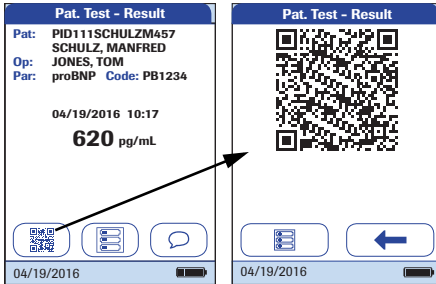 Pat. Test - Result
Pat: PID111SCHULZM457
SCHULZ, MANFRED
Op: JONES, TOM
Par: proBNP Code: PB1234
04/19/2016 10:17
620 pg/mL
04/19/2016
Pat. Test - Result
04/19/2016